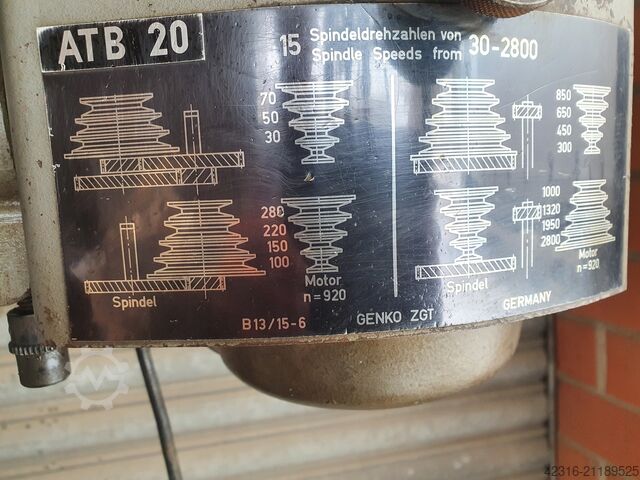 ATB 20
15 Spindeldrehzahlen von
Spindle Speeds from 30-2800
70
50
30
850
650
450
300
280
220
150
100
1000
1320
1950
2800
Spindel
Motor
n=920
Spindel
Motor
n=920
B13/15-6
GENKO ZGT
GERMANY
42316-21189525